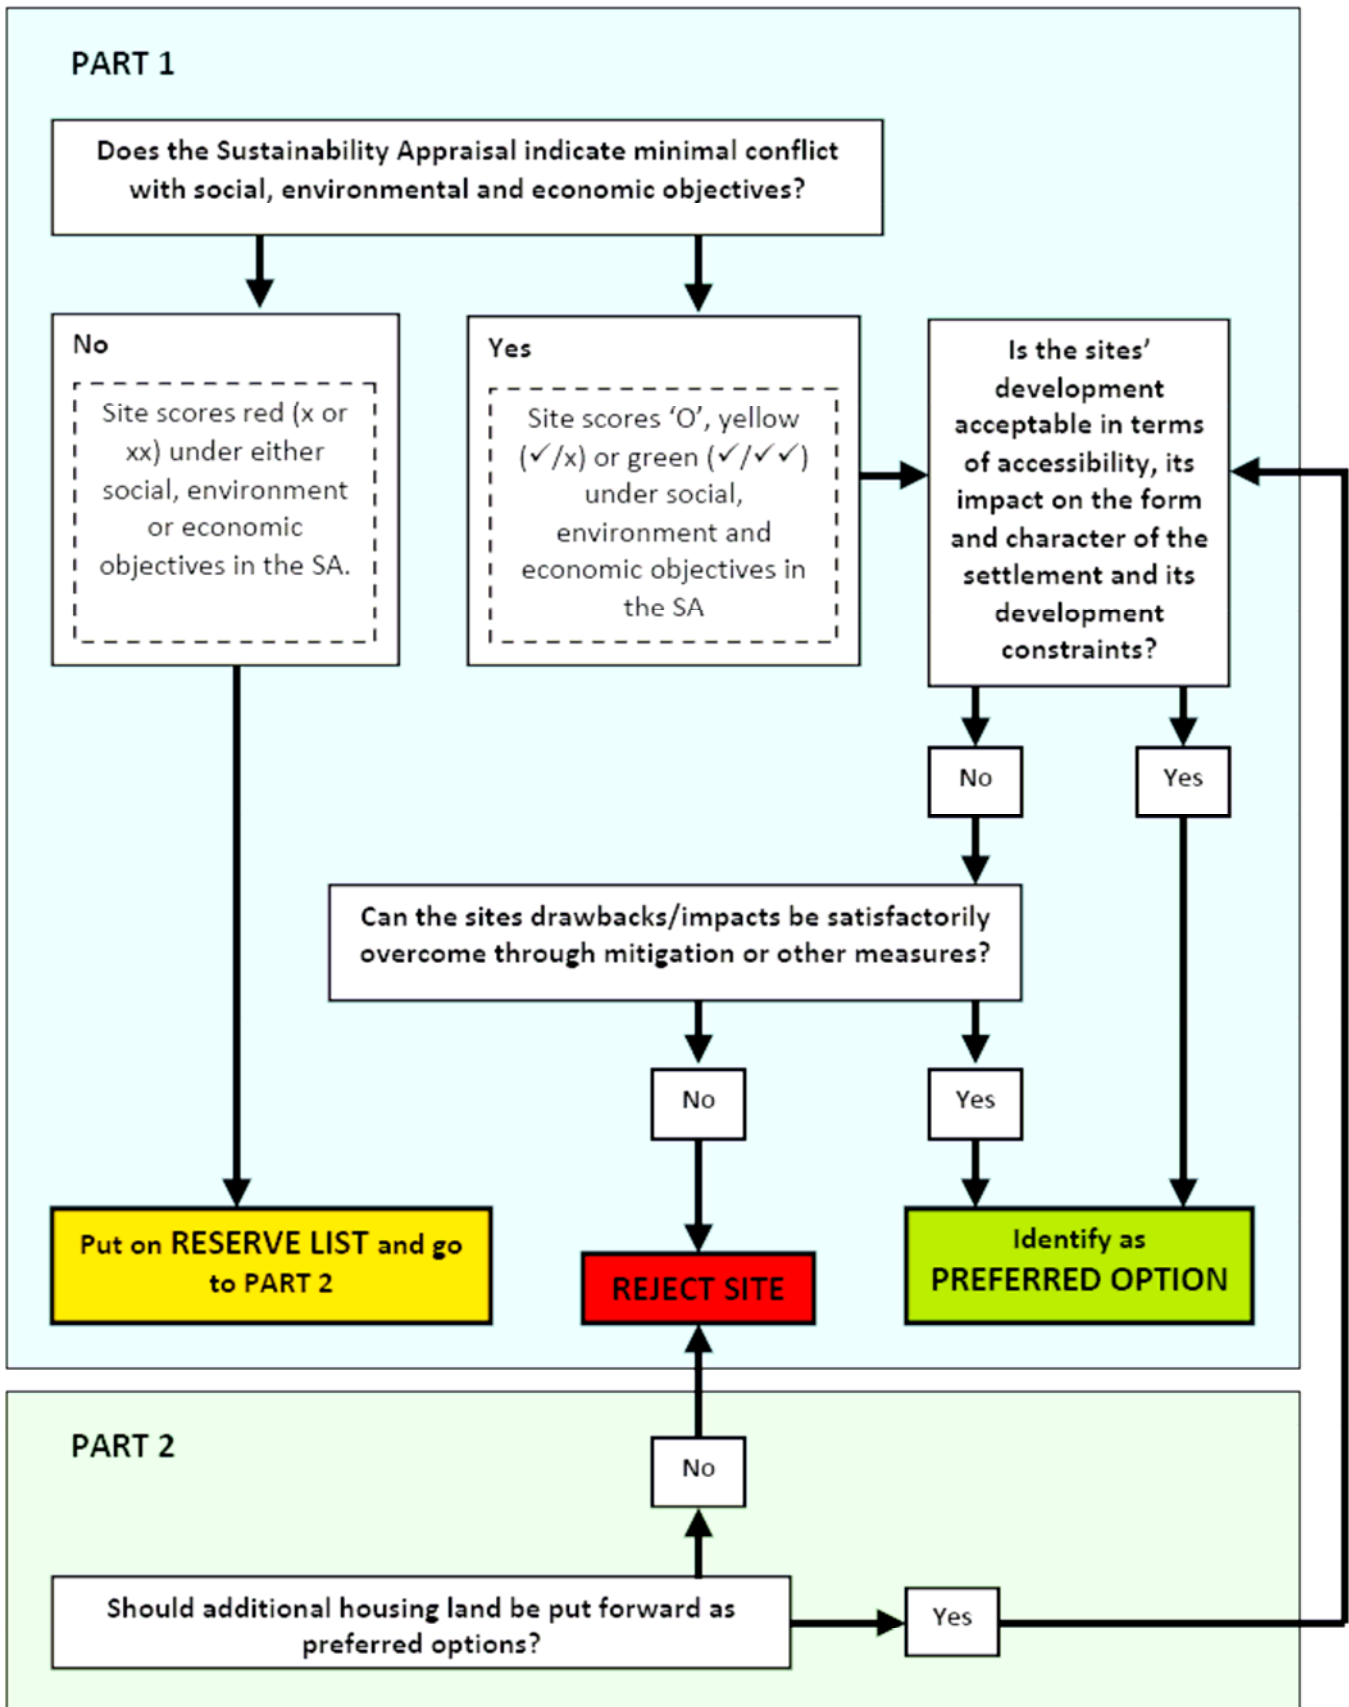 PART 1
Does the Sustainability Appraisal indicate minimal conflict
with social, environmental and economic objectives?
No
Site scores red (x or
xx) under either
social, environment
or economic
objectives in the SA.
Yes
Site scores ‘O’, yellow
(✓/x) or green (✓/✓✓)
under social,
environment and
economic objectives in
the SA
Is the sites’
development
acceptable in terms
of accessibility, its
impact on the form
and character of the
settlement and its
development
constraints?
No
Yes
Can the sites drawbacks/impacts be satisfactorily
overcome through mitigation or other measures?
No
Yes
Put on RESERVE LIST and go
to PART 2
REJECT SITE
Identify as
PREFERRED OPTION
PART 2
No
Should additional housing land be put forward as
preferred options?
Yes